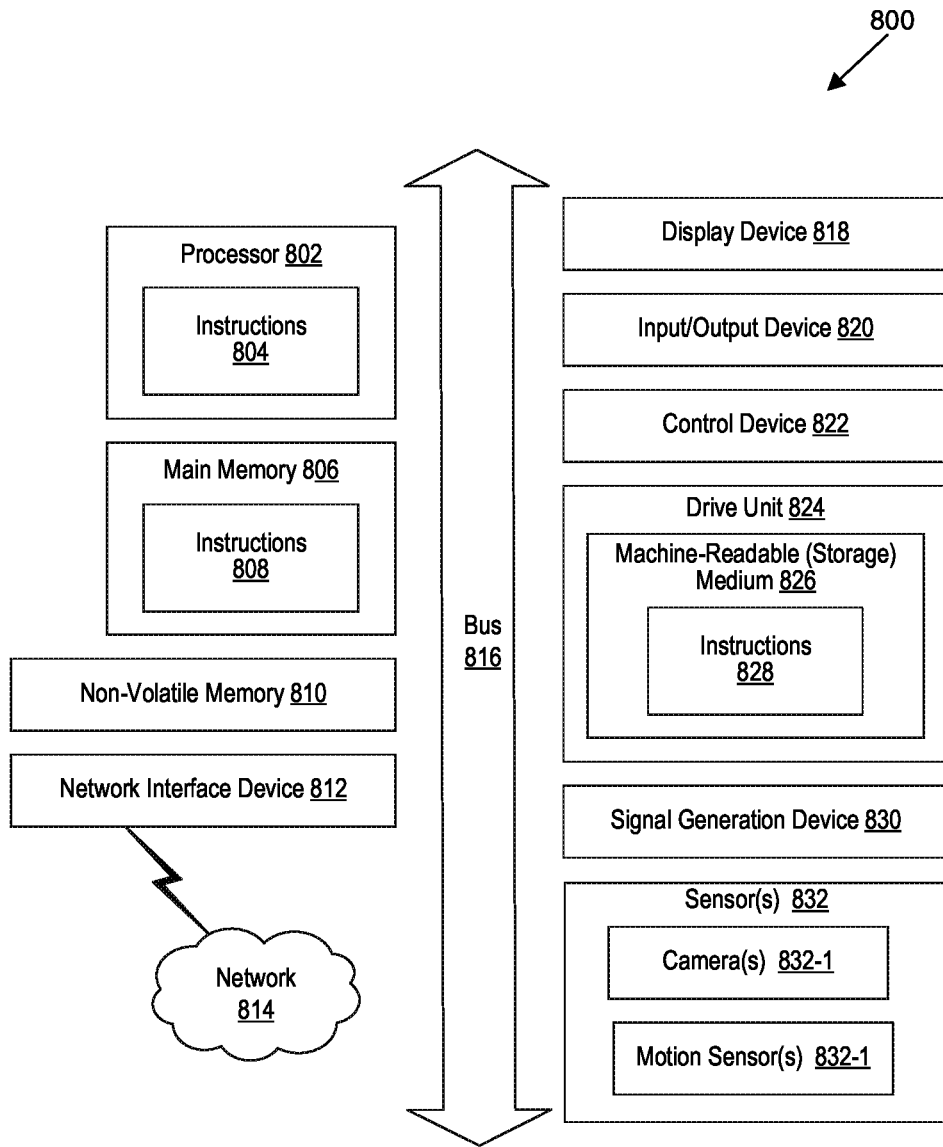 800
Processor 802
Instructions
804
Main Memory 806
Instructions
808
Non-Volatile Memory 810
Network Interface Device 812
Network
814
Bus
816
Display Device 818
Input/Output Device 820
Control Device 822
Drive Unit 824
Machine-Readable (Storage)
Medium 826
Instructions
828
Signal Generation Device 830
Sensor(s) 832
Camera(s) 832-1
Motion Sensor(s) 832-1